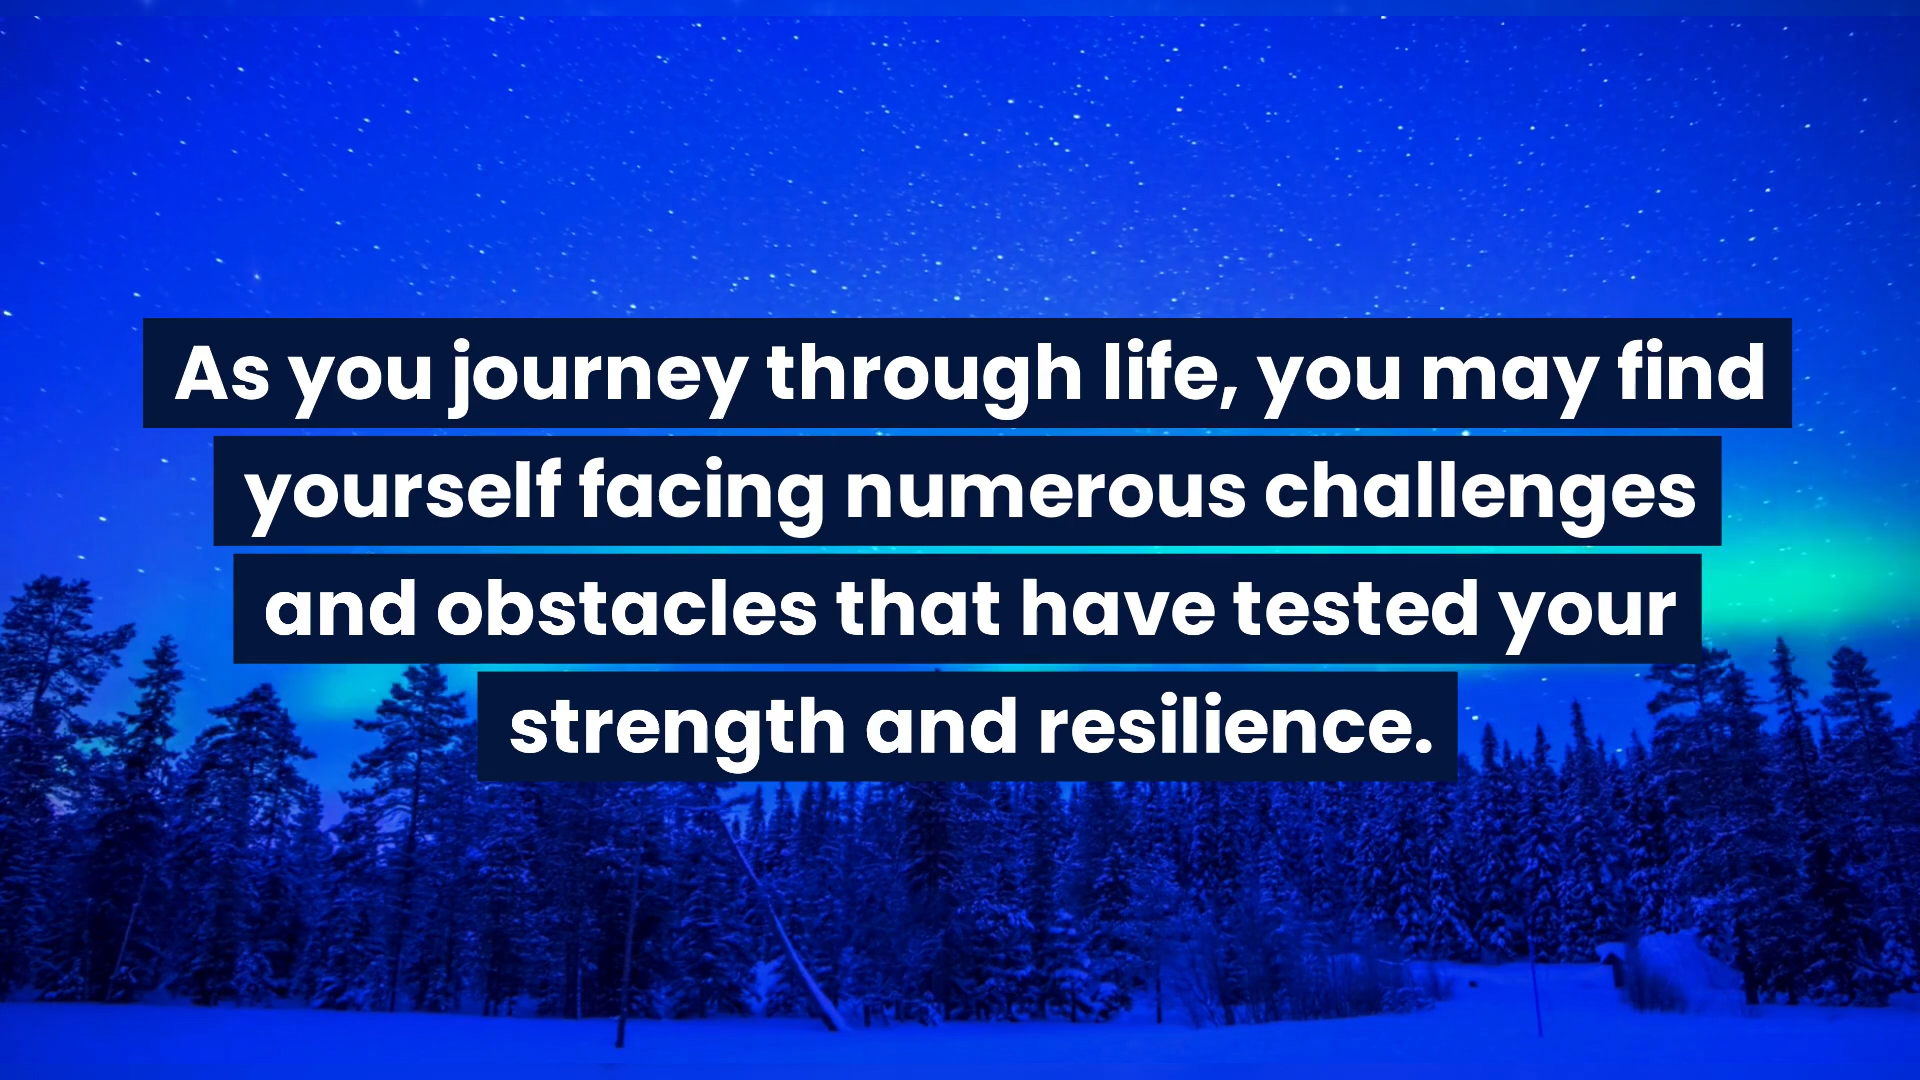 As you journey through life, you may find
yourself facing numerous challenges
and obstacles that have tested your
strength and resilience.